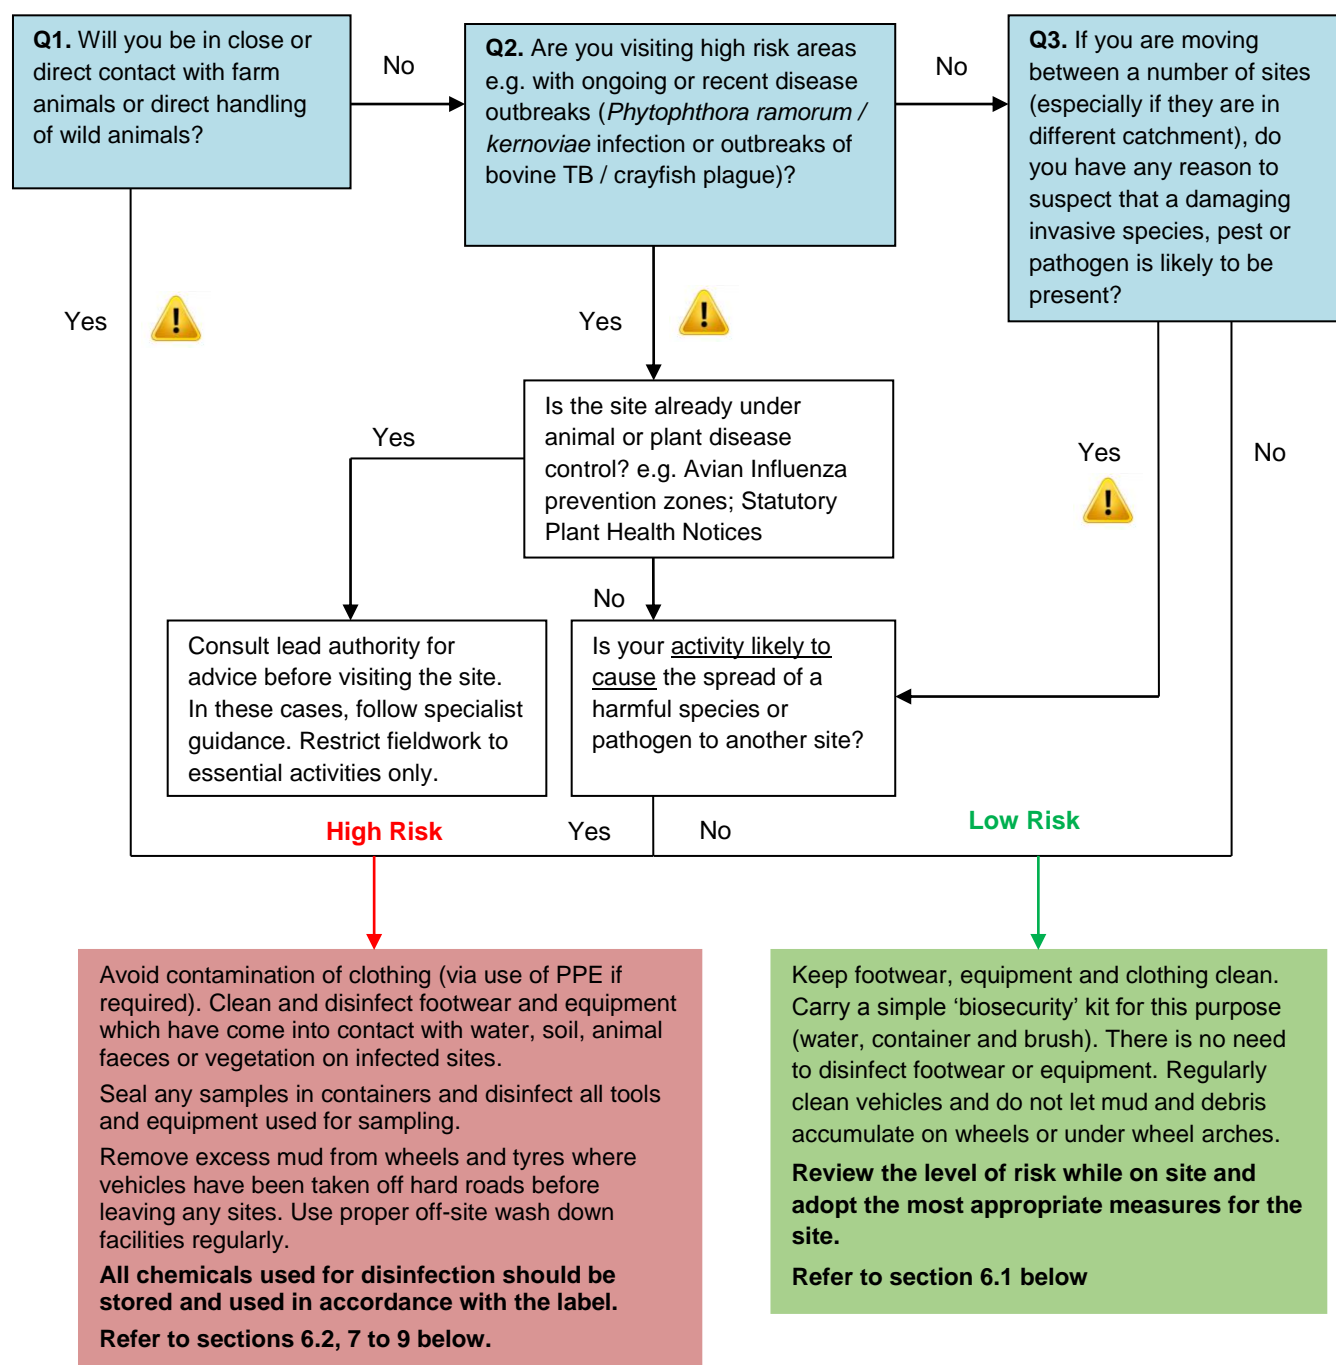 Q1. Will you be in close or
direct contact with farm
animals or direct handling
of wild animals?
No
Q2. Are you visiting high risk areas
e.g. with ongoing or recent disease
outbreaks (Phytophthora ramorum /
kernoviae infection or outbreaks of
bovine TB / crayfish plague)?
No
Q3. If you are moving
between a number of sites
(especially if they are in
different catchment), do
you have any reason to
suspect that a damaging
invasive species, pest or
pathogen is likely to be
present?
Yes
!
Yes
!
Is the site already under
animal or plant disease
control? e.g. Avian Influenza
prevention zones; Statutory
Plant Health Notices
Yes
Yes
!
No
No
Consult lead authority for
advice before visiting the site.
In these cases, follow specialist
guidance. Restrict fieldwork to
essential activities only.
Is your activity likely to
cause the spread of a
harmful species or
pathogen to another site?
High Risk
Yes
No
Low Risk
Avoid contamination of clothing (via use of PPE if
required). Clean and disinfect footwear and equipment
which have come into contact with water, soil, animal
faeces or vegetation on infected sites.
Seal any samples in containers and disinfect all tools
and equipment used for sampling.
Remove excess mud from wheels and tyres where
vehicles have been taken off hard roads before
leaving any sites. Use proper off-site wash down
facilities regularly.
All chemicals used for disinfection should be
stored and used in accordance with the label.
Refer to sections 6.2, 7 to 9 below.
Keep footwear, equipment and clothing clean.
Carry a simple ‘biosecurity’ kit for this purpose
(water, container and brush). There is no need
to disinfect footwear or equipment. Regularly
clean vehicles and do not let mud and debris
accumulate on wheels or under wheel arches.
Review the level of risk while on site and
adopt the most appropriate measures for the
site.
Refer to section 6.1 below